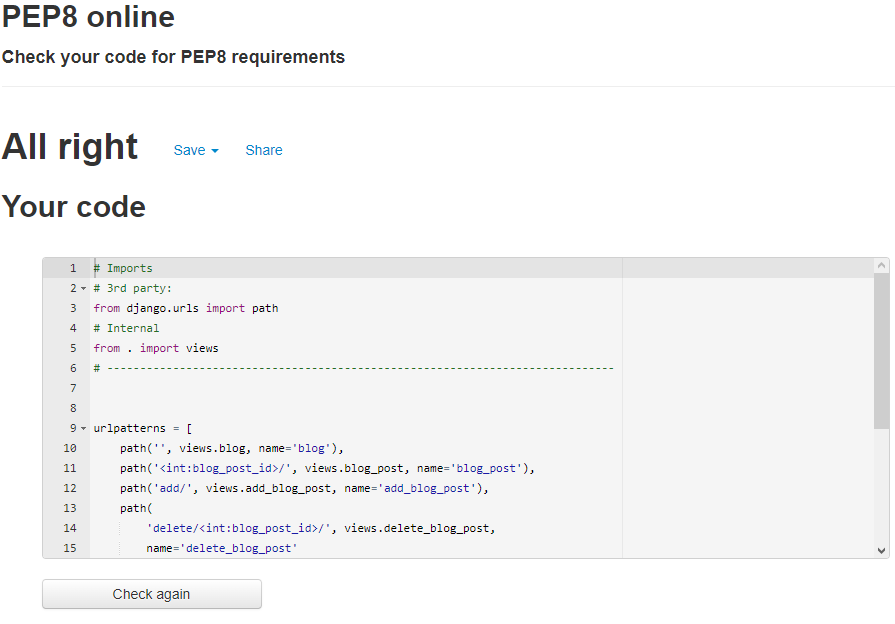 PEP8 online
Check your code for PEP8 requirements
All right Save Share
Your code
1 # Imports
2 # 3rd party:
3 from django.urls import path
4 # Internal
5 from . import views
6 # -----------------------------------------------------------------------------
7
8
9 urlpatterns = [
10 path('', views.blog, name='blog'),
11 path('<int:blog_post_id>/', views.blog_post, name='blog_post'),
12 path('add/', views.add_blog_post, name='add_blog_post'),
13 path(
14 'delete/<int:blog_post_id>/', views.delete_blog_post,
15 name='delete_blog_post'
Check again